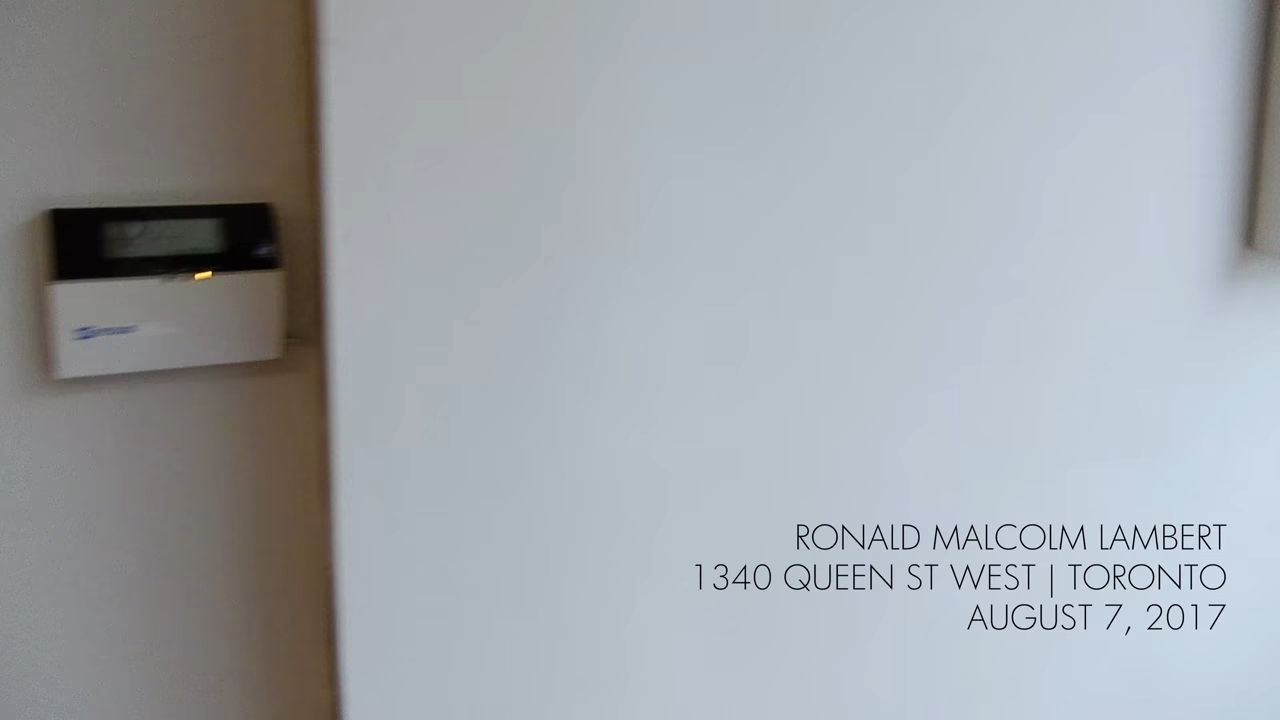 RONALD MALCOLM LAMBERT
1340 QUEEN ST WEST | TORONTO
AUGUST 7, 2017